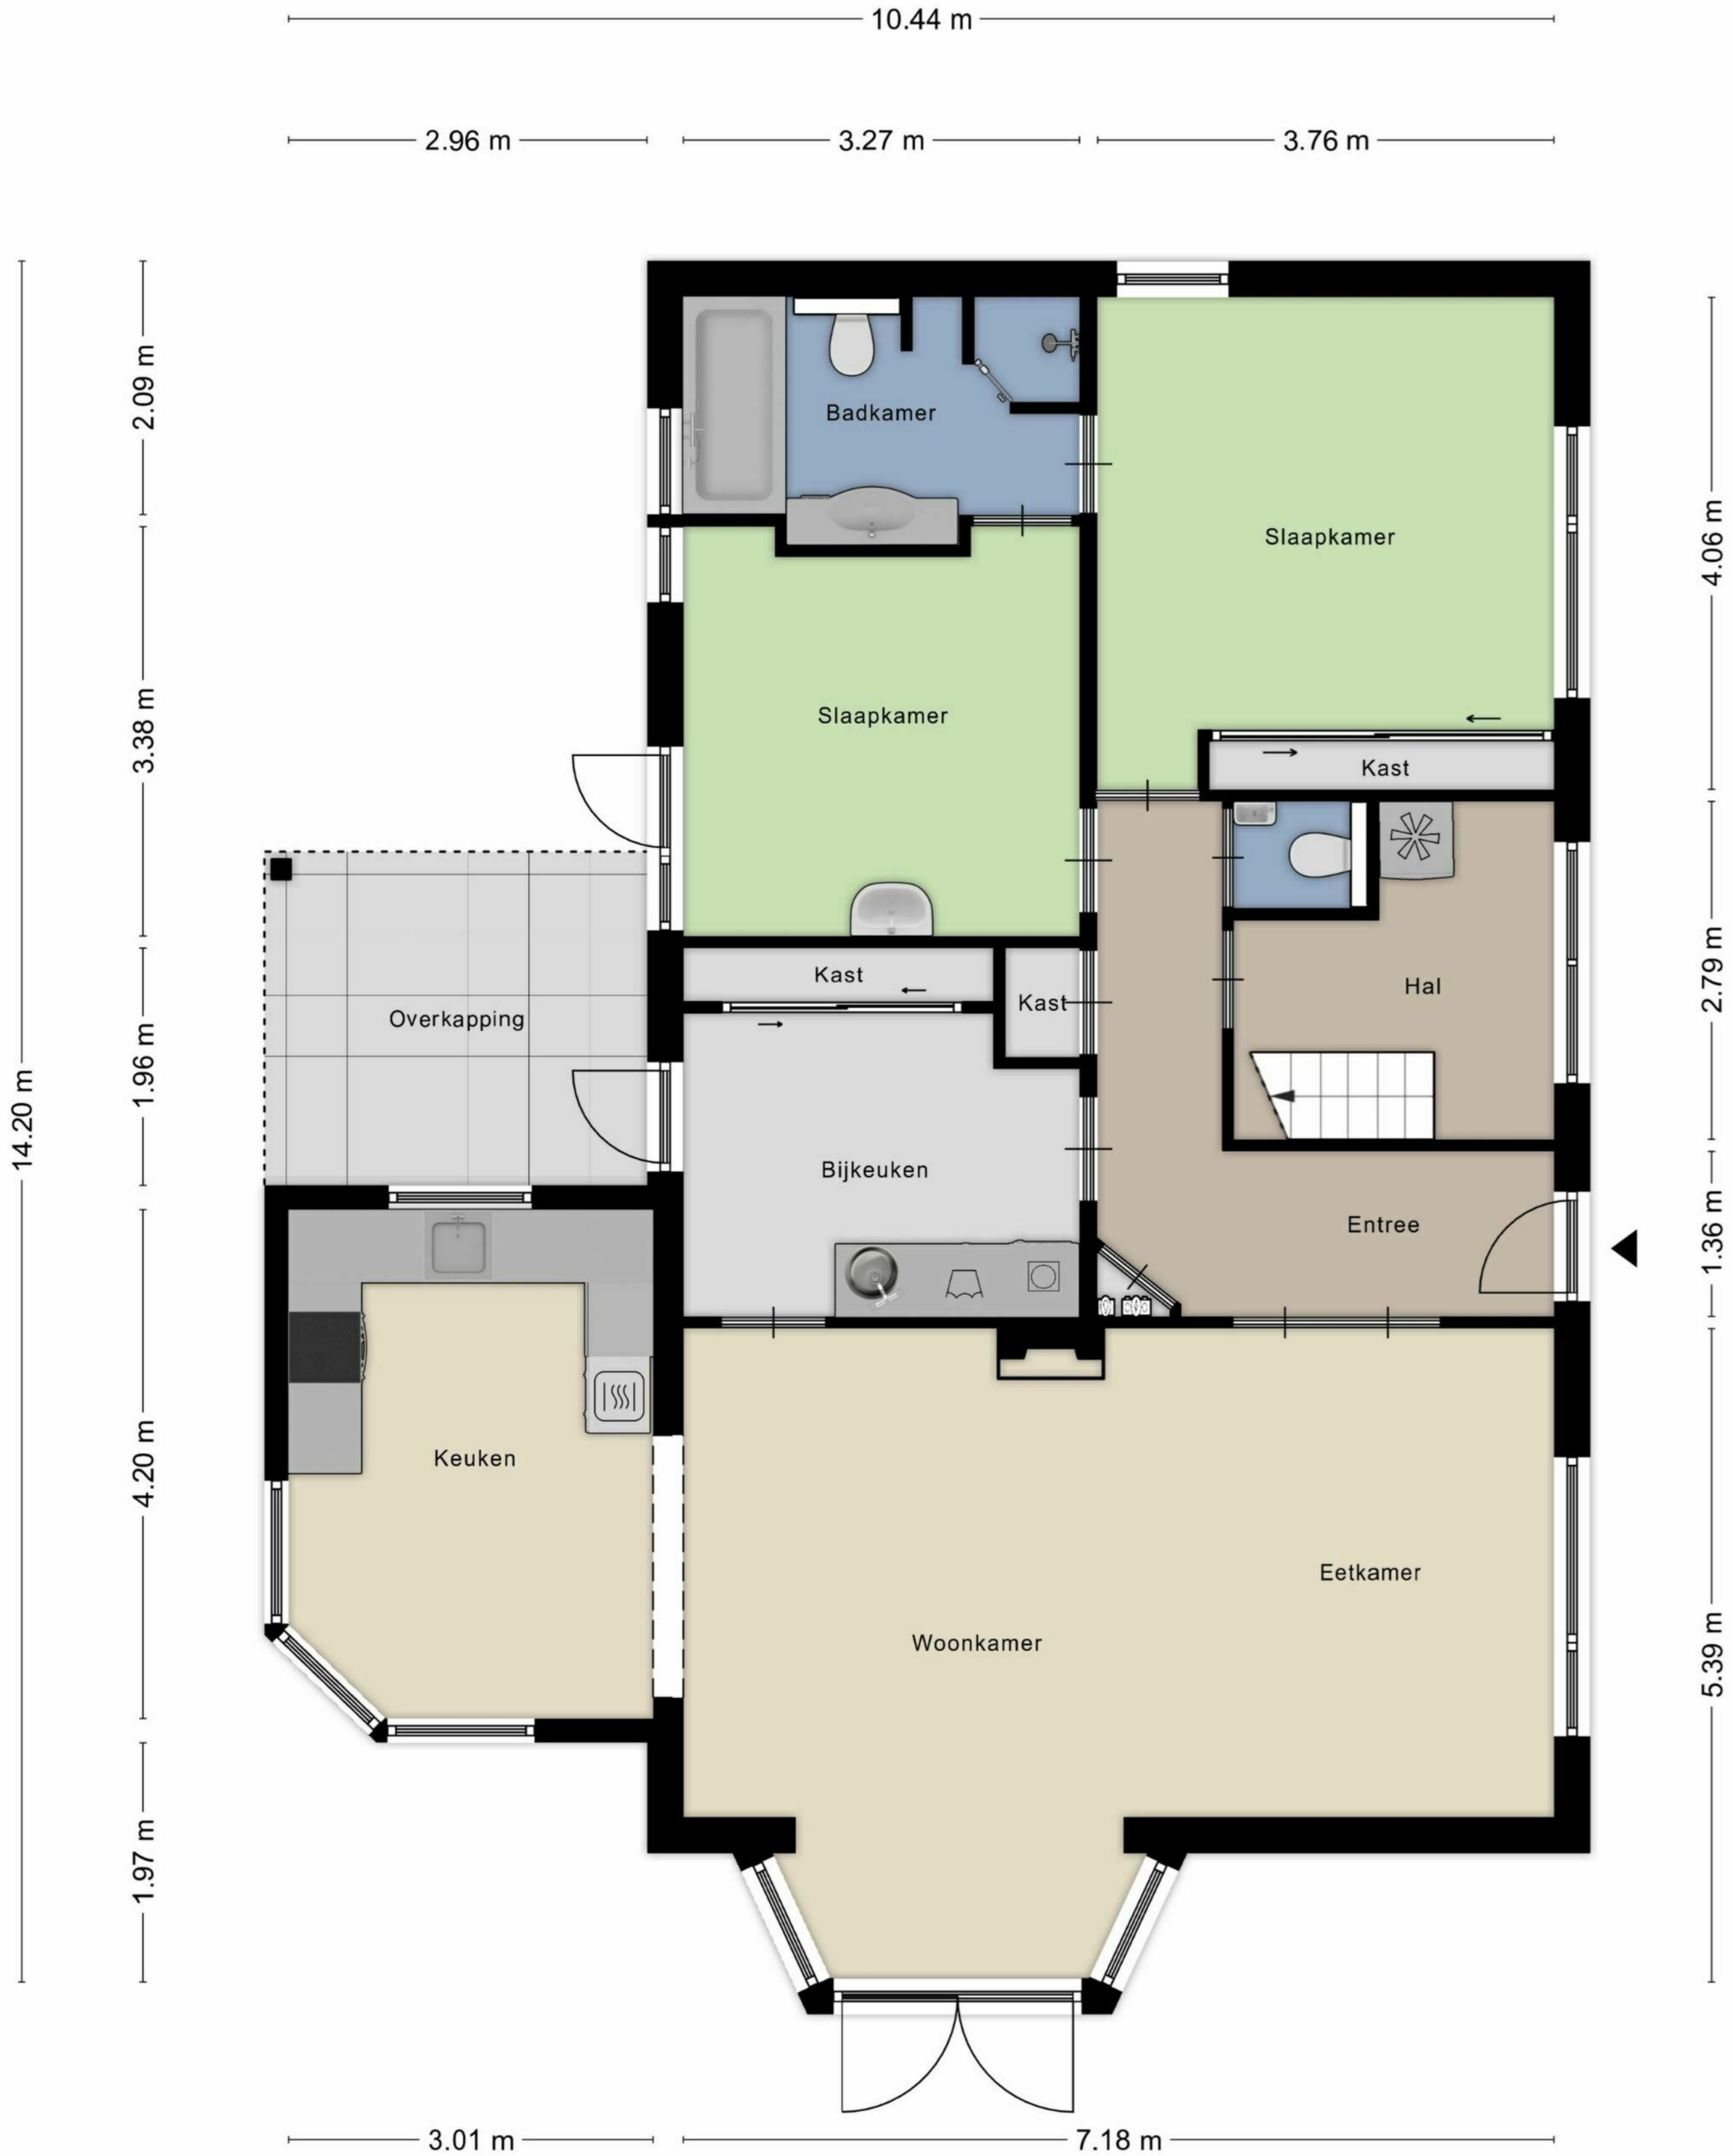 10.44 m
2.96 m
3.27 m
3.76 m
2.09 m
Badkamer
4.06 m
Slaapkamer
3.38 m
Slaapkamer
Kast
2.79 m
Kast
Hal
Kast
Overkapping
1.96 m
14.20 m
Bijkeuken
Entree
1.36 m
4.20 m
Keuken
Eetkamer
Woonkamer
5.39 m
1.97 m
3.01 m
7.18 m